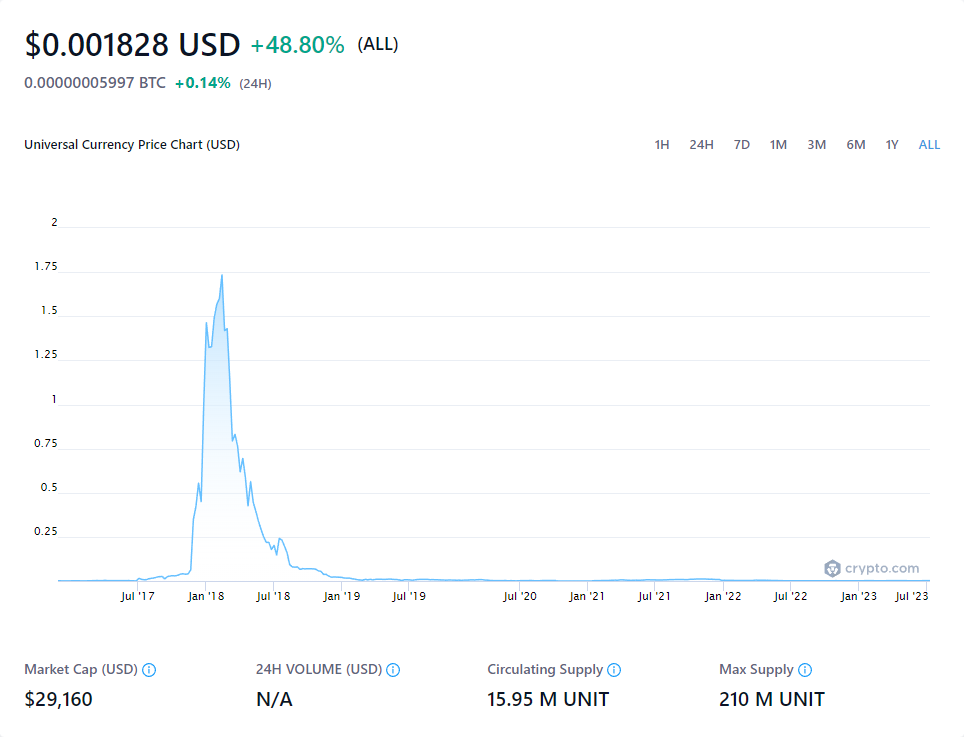 $0.001828 USD +48.80% (ALL)
0.00000005997 BTC +0.14% (24H)
Universal Currency Price Chart (USD) 1H 24H 7D 1M 3M 6M 1Y ALL
2
1.75
1.5
1.25
1
0.75
0.5
0.25
crypto.com
Jul '17 Jan '18 Jul '18 Jan '19 Jul '19 Jul '20 Jan '21 Jul '21 Jan '22 Jul '22 Jan '23 Jul '23
Market Cap (USD) 24H VOLUME (USD) Circulating Supply Max Supply
$29,160 N/A 15.95 M UNIT 210 M UNIT